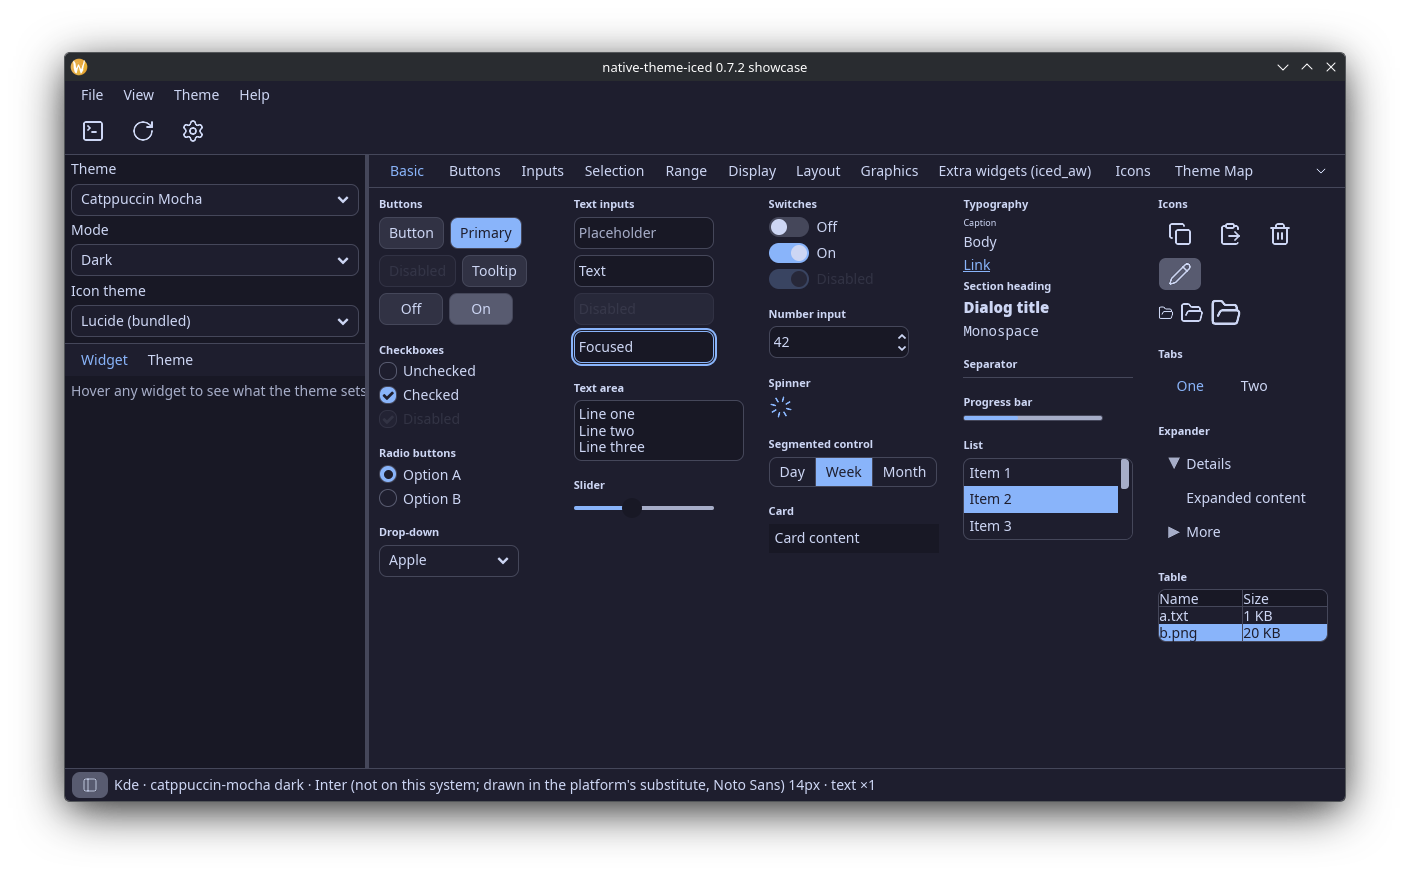 native-theme-iced 0.7.2 showcase
File View Theme Help
Theme
Catppuccin Mocha
Mode
Dark
Icon theme
Lucide (bundled)
Widget Theme
Hover any widget to see what the theme sets
Basic Buttons Inputs Selection Range Display Layout Graphics Extra widgets (iced_aw) Icons Theme Map
Buttons
Button Primary
Disabled Tooltip
Off On
Checkboxes
Unchecked
Checked
Disabled
Radio buttons
Option A
Option B
Drop-down
Apple
Text inputs
Placeholder
Text
Disabled
Focused
Text area
Line one
Line two
Line three
Slider
Switches
Off
On
Disabled
Number input
42
Spinner
Segmented control
Day Week Month
Card
Card content
Typography
Caption
Body
Link
Section heading
Dialog title
Monospace
Separator
Progress bar
List
Item 1
Item 2
Item 3
Icons
Tabs
One Two
Expander
Details
Expanded content
More
Table
Name Size
a.txt 1 KB
b.png 20 KB
Kde · catppuccin-mocha dark · Inter (not on this system; drawn in the platform's substitute, Noto Sans) 14px · text ×1